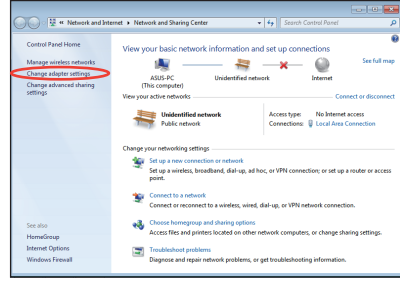 « Network and Internet ▸ Network and Sharing Center
Search Control Panel
Control Panel Home
Manage wireless networks
Change adapter settings
Change advanced sharing
settings
See also
HomeGroup
Internet Options
Windows Firewall
View your basic network information and set up connections
See full map
ASUS-PC
(This computer)
Unidentified network
Internet
View your active networks
Connect or disconnect
Unidentified network
Public network
Access type: No Internet access
Connections: Local Area Connection
Change your networking settings
Set up a new connection or network
Set up a wireless, broadband, dial-up, ad hoc, or VPN connection; or set up a router or access
point.
Connect to a network
Connect or reconnect to a wireless, wired, dial-up, or VPN network connection.
Choose homegroup and sharing options
Access files and printers located on other network computers, or change sharing settings.
Troubleshoot problems
Diagnose and repair network problems, or get troubleshooting information.